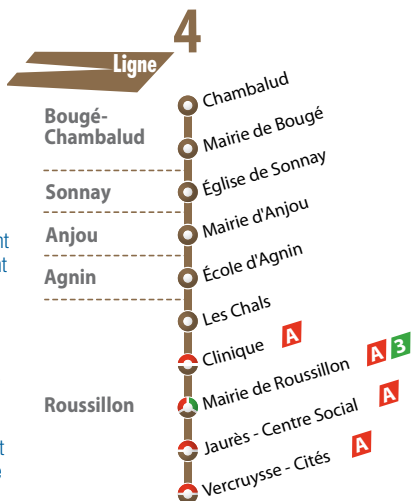 4
Ligne
Bougé-
Chambalud
Chambalud
Mairie de Bougé
Sonnay
Église de Sonnay
Anjou
Mairie d'Anjou
Agnin
École d'Agnin
Les Chals
Clinique A
Roussillon
Mairie de Roussillon A 3
Jaurès - Centre Social A
Vercruysse - Cités A